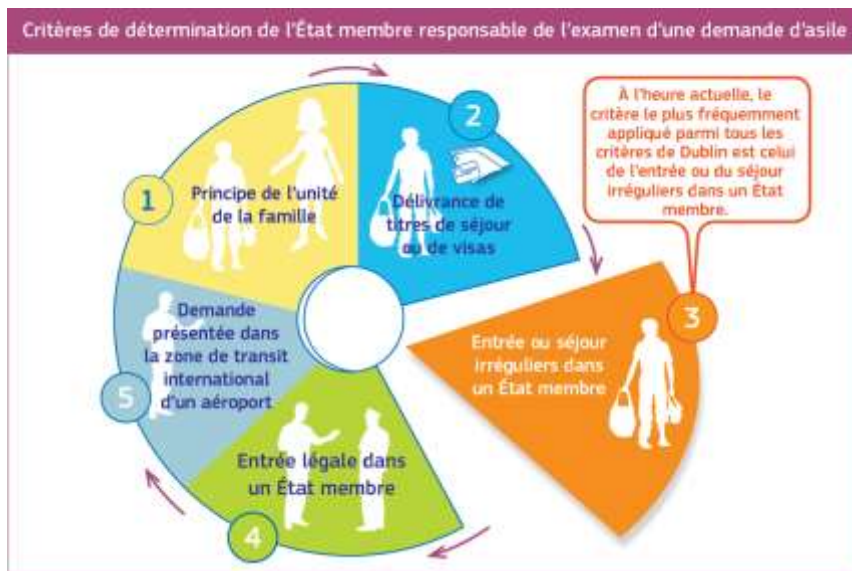 Critères de détermination de l'État membre responsable de l'examen d'une demande d'asile
1
Principe de l'unité
de la famille
2
Délivrance de
titres de séjour
ou de visas
À l'heure actuelle, le
critère le plus fréquemment
appliqué parmi tous les
critères de Dublin est celui
de l'entrée ou du séjour
irréguliers dans un État
membre.
3
Entrée ou séjour
irréguliers dans
un État membre
4
Entrée légale dans
un État membre
5
Demande
présentée dans
la zone de transit
international
d'un aéroport